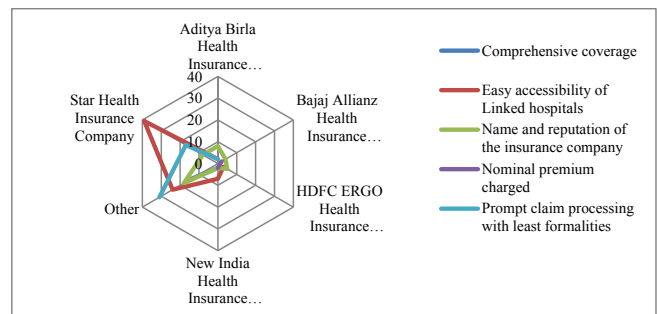 Aditya Birla
Health
Insurance…
40
30
20
10
0
Bajaj Allianz
Health
Insurance…
HDFC ERGO
Health
Insurance…
New India
Health
Insurance…
Other
Star Health
Insurance
Company
Comprehensive coverage
Easy accessibility of
Linked hospitals
Name and reputation of
the insurance company
Nominal premium
charged
Prompt claim processing
with least formalities